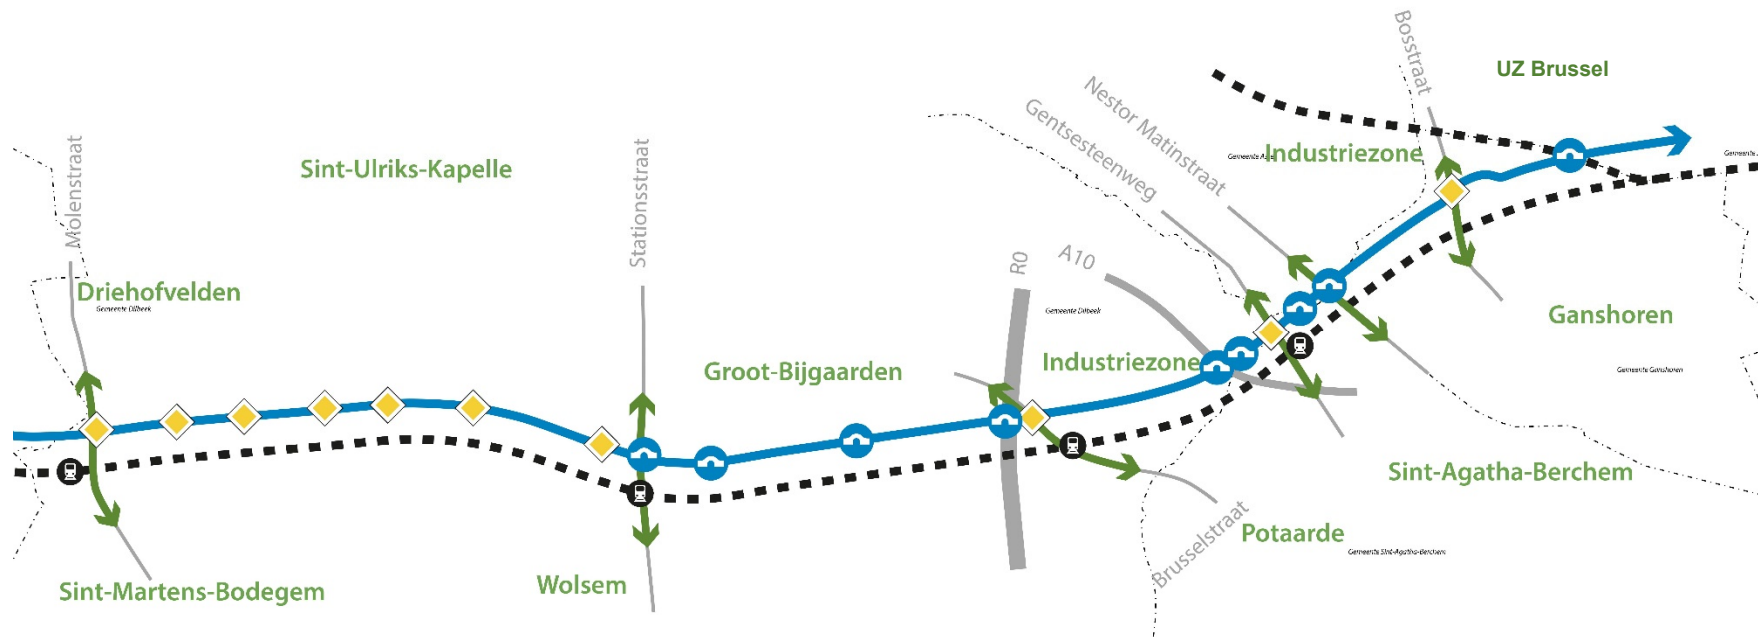 Bosstraat
UZ Brussel
Nestor Matinstraat
Gentsesteenweg
Molenstraat
Sint-Ulriks-Kapelle
Stationsstraat
Industriezone
R0
A10
Driehofvelden
Gemeente Dilbeek
Gemeente Dilbeek
Ganshoren
Groot-Bijgaarden
Industriezone
Gemeente Ganshoren
Sint-Agatha-Berchem
Potaarde
Gemeente Sint-Agatha-Berchem
Brusselstraat
Sint-Martens-Bodegem
Wolsem